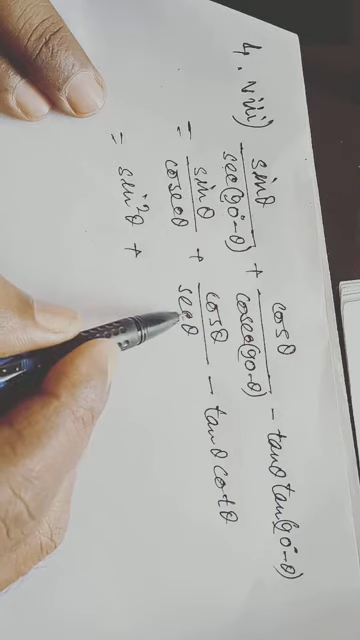 4. viii) sinθ/sec(90°-θ) + cosθ/cosec(90-θ) - tanθ tan(90°-θ)
= sinθ/cosecθ + cosθ/secθ - tanθ cotθ
= sin²θ +